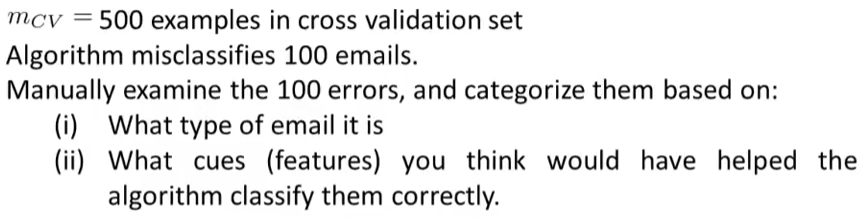 m_CV = 500 examples in cross validation set
Algorithm misclassifies 100 emails.
Manually examine the 100 errors, and categorize them based on:
(i) What type of email it is
(ii) What cues (features) you think would have helped the
algorithm classify them correctly.